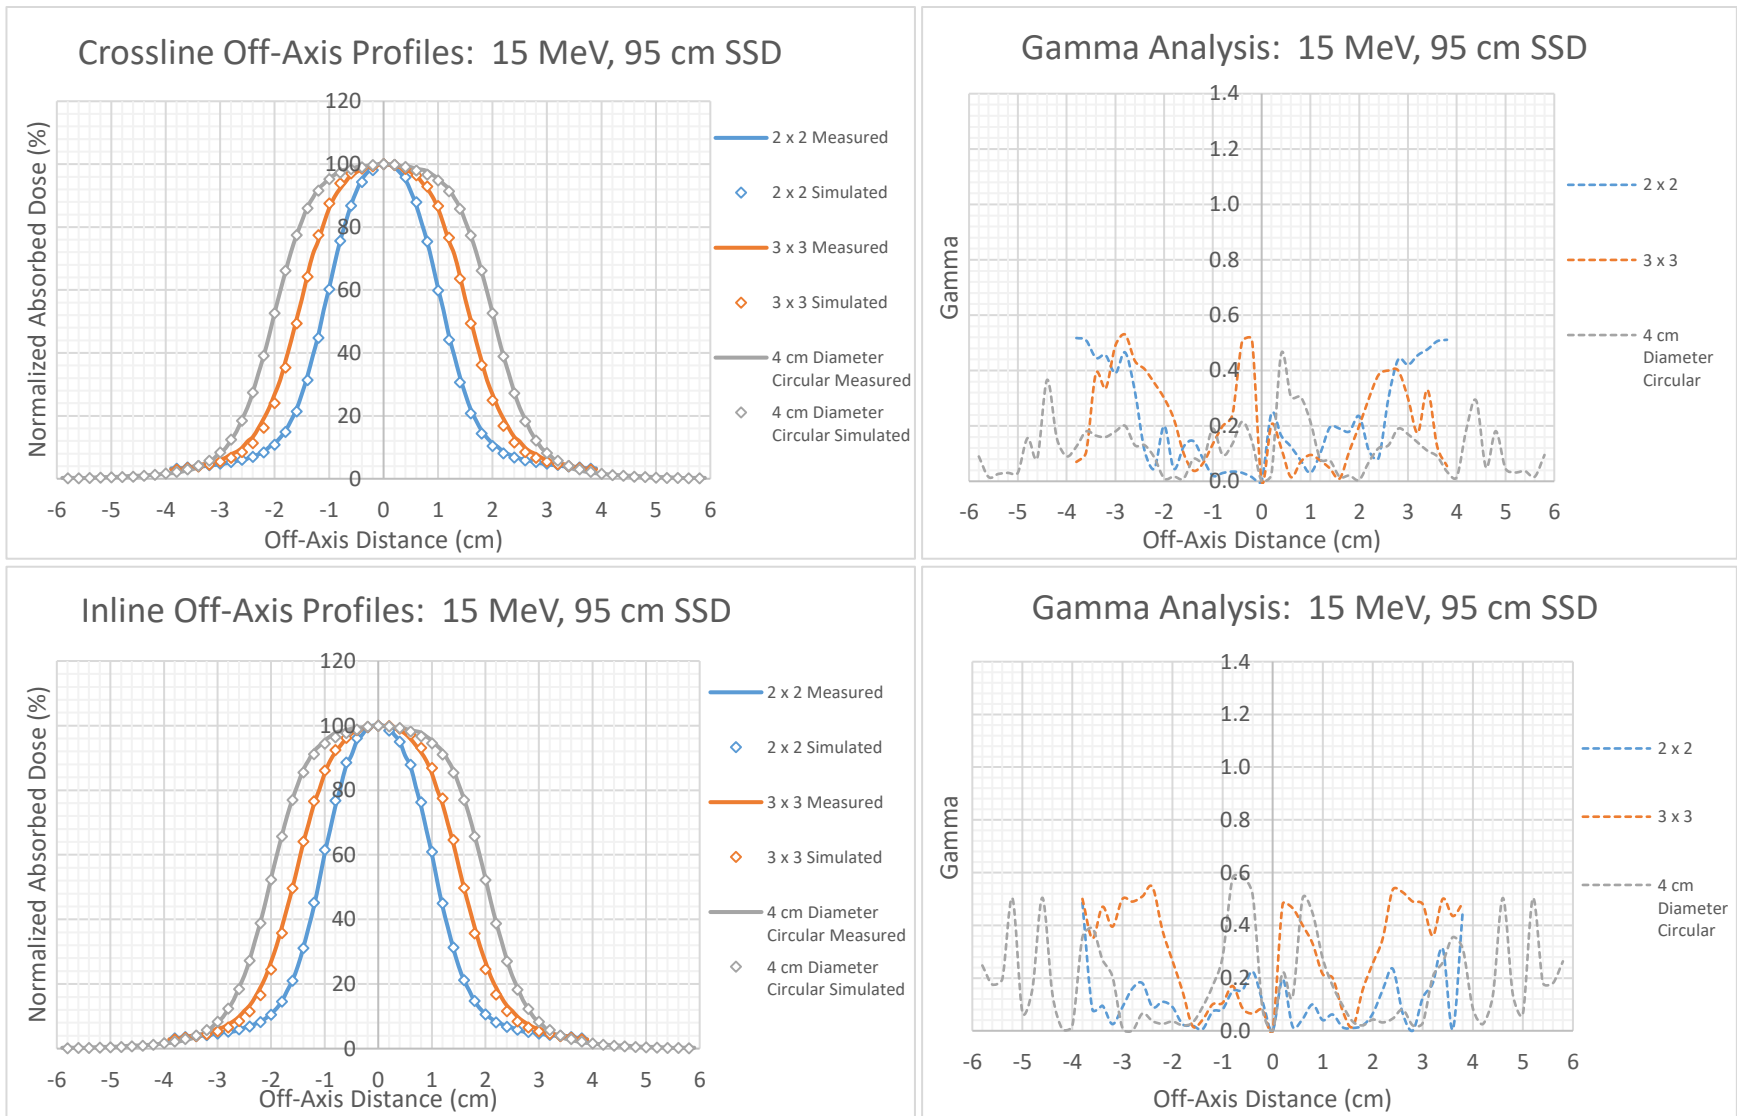 Crossline Off-Axis Profiles:  15 MeV, 95 cm SSD
Normalized Absorbed Dose (%)
120
100
80
60
40
20
0
-6 -5 -4 -3 -2 -1 0 1 2 3 4 5 6
Off-Axis Distance (cm)
2 x 2 Measured
2 x 2 Simulated
3 x 3 Measured
3 x 3 Simulated
4 cm Diameter
Circular Measured
4 cm Diameter
Circular Simulated
Gamma Analysis:  15 MeV, 95 cm SSD
Gamma
1.4
1.2
1.0
0.8
0.6
0.4
0.2
0.0
-6 -5 -4 -3 -2 -1 0 1 2 3 4 5 6
Off-Axis Distance (cm)
2 x 2
3 x 3
4 cm
Diameter
Circular
Inline Off-Axis Profiles:  15 MeV, 95 cm SSD
Normalized Absorbed Dose (%)
120
100
80
60
40
20
0
-6 -5 -4 -3 -2 -1 0 1 2 3 4 5 6
Off-Axis Distance (cm)
2 x 2 Measured
2 x 2 Simulated
3 x 3 Measured
3 x 3 Simulated
4 cm Diameter
Circular Measured
4 cm Diameter
Circular Simulated
Gamma Analysis:  15 MeV, 95 cm SSD
Gamma
1.4
1.2
1.0
0.8
0.6
0.4
0.2
0.0
-6 -5 -4 -3 -2 -1 0 1 2 3 4 5 6
Off-Axis Distance (cm)
2 x 2
3 x 3
4 cm
Diameter
Circular